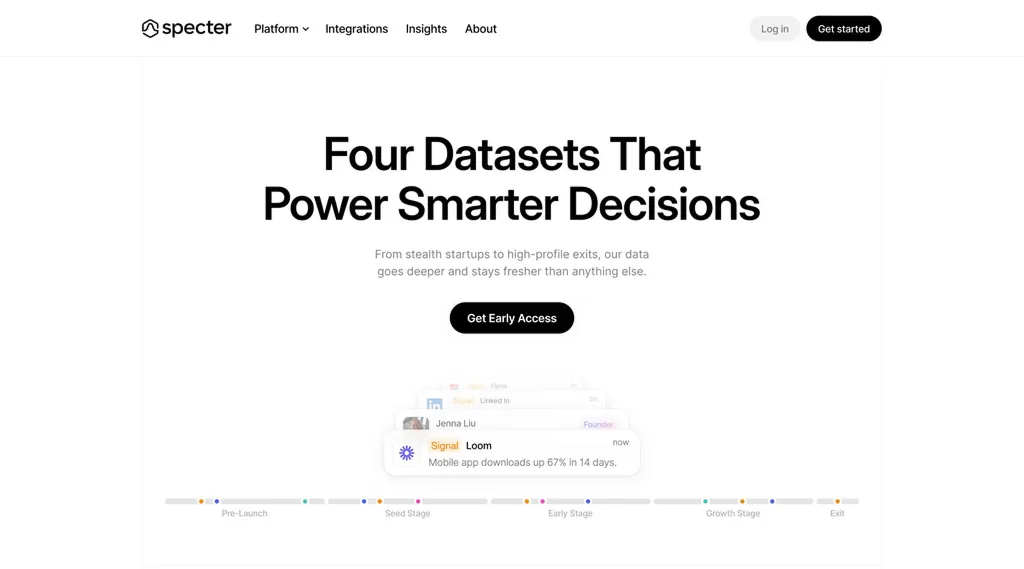 specter
Platform
Integrations
Insights
About
Log in
Get started
Four Datasets That
Power Smarter Decisions
From stealth startups to high-profile exits, our data
goes deeper and stays fresher than anything else.
Get Early Access
Signal Figma
Signal Linked In 2m
Jenna Liu Founder
Signal Loom now
Mobile app downloads up 67% in 14 days.
Pre-Launch
Seed Stage
Early Stage
Growth Stage
Exit